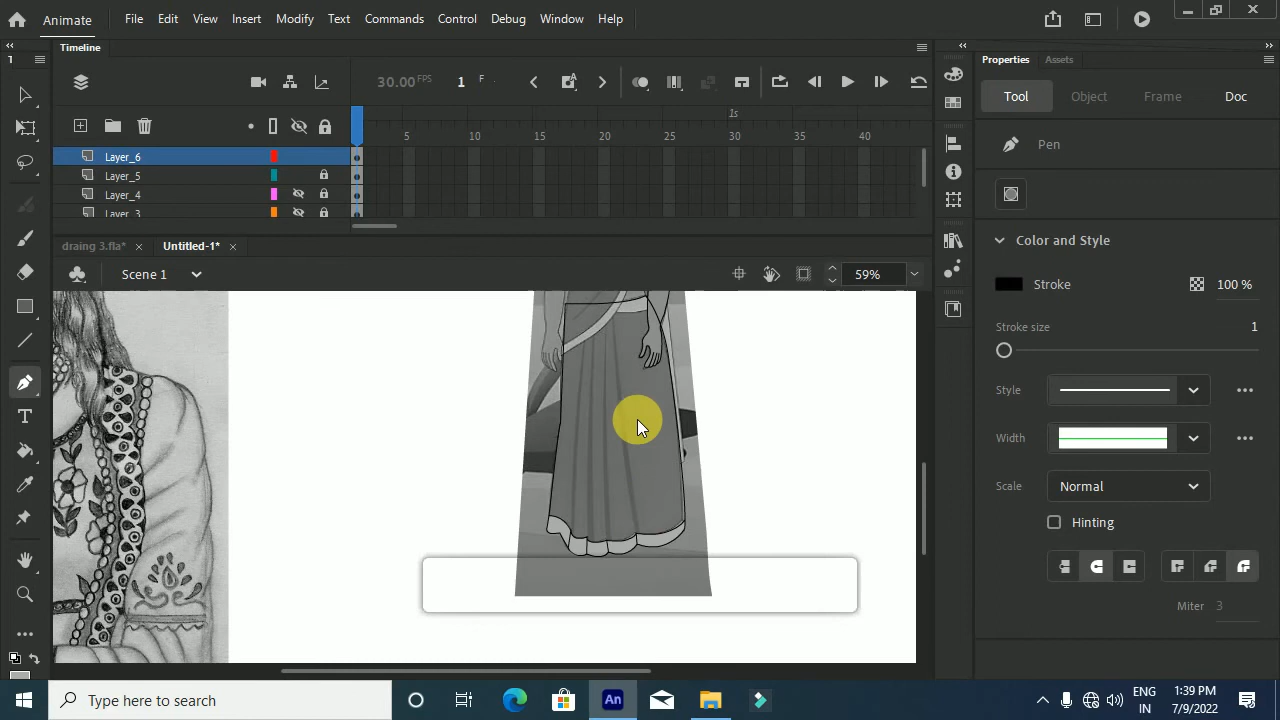 Animate File Edit View Insert Modify Text Commands Control Debug Window Help
Timeline Properties Assets
30.00 FPS 1 F
Tool Object Frame Doc
1s
5 10 15 20 25 30 35 40
Pen
Layer_6
Layer_5
Layer_4
Layer_3
draing 3.fla* × Untitled-1* ×
Color and Style
Scene 1 59%
Stroke 100 %
Stroke size 1
Style
Width
Scale Normal
Hinting
Miter 3
Type here to search
An
ENG
IN
1:39 PM
7/9/2022